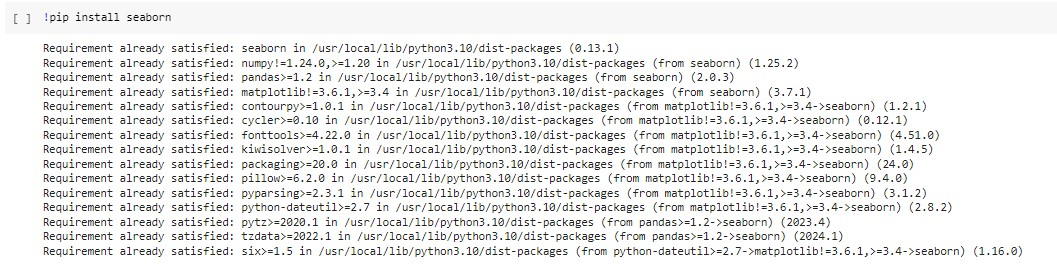 [ ] !pip install seaborn
Requirement already satisfied: seaborn in /usr/local/lib/python3.10/dist-packages (0.13.1)
Requirement already satisfied: numpy!=1.24.0,>=1.20 in /usr/local/lib/python3.10/dist-packages (from seaborn) (1.25.2)
Requirement already satisfied: pandas>=1.2 in /usr/local/lib/python3.10/dist-packages (from seaborn) (2.0.3)
Requirement already satisfied: matplotlib!=3.6.1,>=3.4 in /usr/local/lib/python3.10/dist-packages (from seaborn) (3.7.1)
Requirement already satisfied: contourpy>=1.0.1 in /usr/local/lib/python3.10/dist-packages (from matplotlib!=3.6.1,>=3.4->seaborn) (1.2.1)
Requirement already satisfied: cycler>=0.10 in /usr/local/lib/python3.10/dist-packages (from matplotlib!=3.6.1,>=3.4->seaborn) (0.12.1)
Requirement already satisfied: fonttools>=4.22.0 in /usr/local/lib/python3.10/dist-packages (from matplotlib!=3.6.1,>=3.4->seaborn) (4.51.0)
Requirement already satisfied: kiwisolver>=1.0.1 in /usr/local/lib/python3.10/dist-packages (from matplotlib!=3.6.1,>=3.4->seaborn) (1.4.5)
Requirement already satisfied: packaging>=20.0 in /usr/local/lib/python3.10/dist-packages (from matplotlib!=3.6.1,>=3.4->seaborn) (24.0)
Requirement already satisfied: pillow>=6.2.0 in /usr/local/lib/python3.10/dist-packages (from matplotlib!=3.6.1,>=3.4->seaborn) (9.4.0)
Requirement already satisfied: pyparsing>=2.3.1 in /usr/local/lib/python3.10/dist-packages (from matplotlib!=3.6.1,>=3.4->seaborn) (3.1.2)
Requirement already satisfied: python-dateutil>=2.7 in /usr/local/lib/python3.10/dist-packages (from matplotlib!=3.6.1,>=3.4->seaborn) (2.8.2)
Requirement already satisfied: pytz>=2020.1 in /usr/local/lib/python3.10/dist-packages (from pandas>=1.2->seaborn) (2023.4)
Requirement already satisfied: tzdata>=2022.1 in /usr/local/lib/python3.10/dist-packages (from pandas>=1.2->seaborn) (2024.1)
Requirement already satisfied: six>=1.5 in /usr/local/lib/python3.10/dist-packages (from python-dateutil>=2.7->matplotlib!=3.6.1,>=3.4->seaborn) (1.16.0)